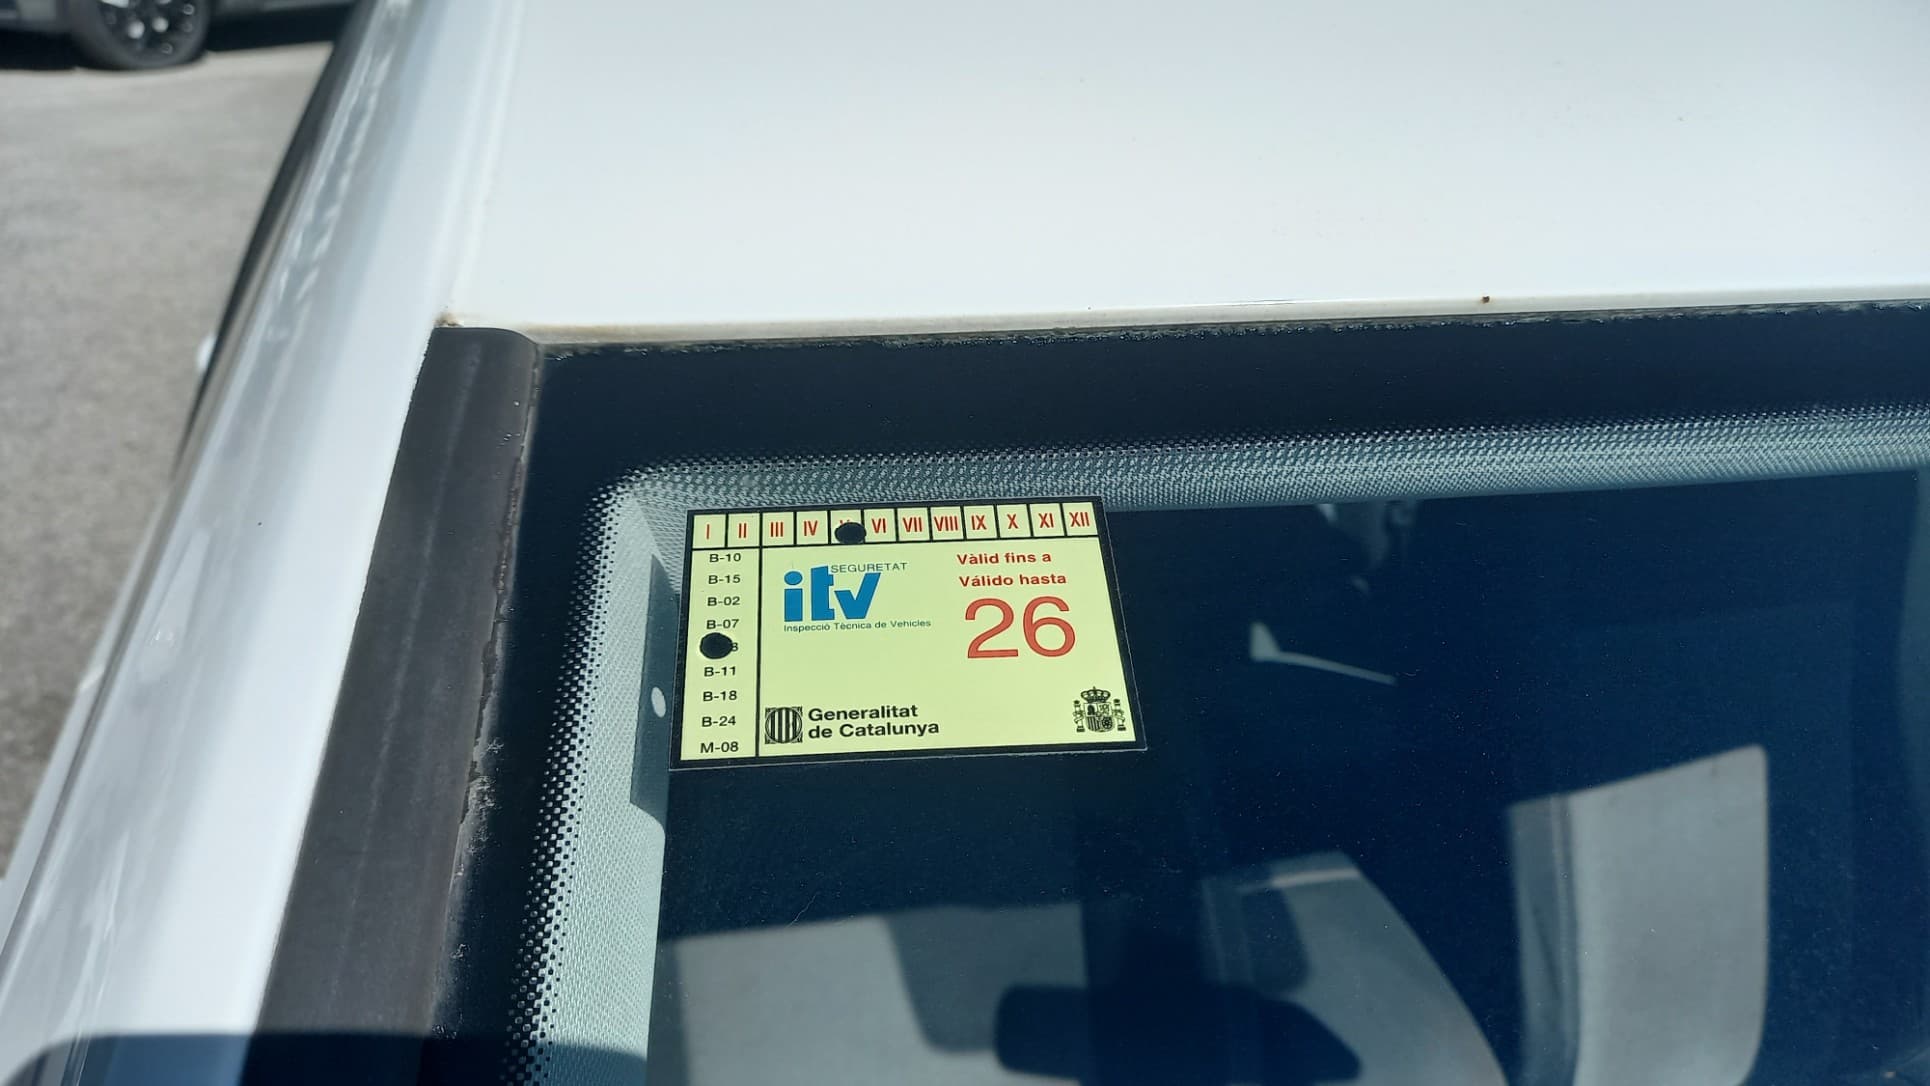 I II III IV VI VII VIII IX X XI XII
B-10
B-15
B-02
B-07
B-11
B-18
B-24
M-08
SEGURETAT
itv
Inspecció Tècnica de Vehicles
Vàlid fins a
Válido hasta
26
Generalitat
de Catalunya